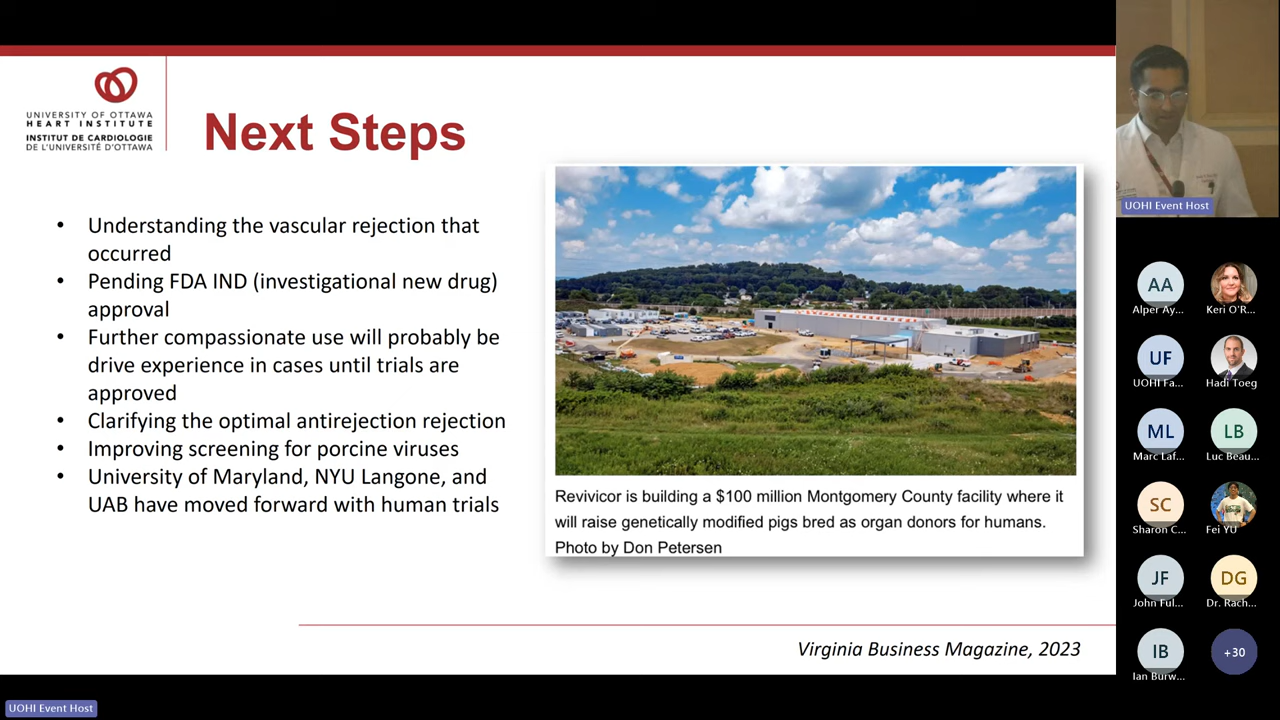 UNIVERSITY OF OTTAWA
HEART INSTITUTE
INSTITUT DE CARDIOLOGIE
DE L'UNIVERSITÉ D'OTTAWA
Next Steps
• Understanding the vascular rejection that
occurred
• Pending FDA IND (investigational new drug)
approval
• Further compassionate use will probably be
drive experience in cases until trials are
approved
• Clarifying the optimal antirejection rejection
• Improving screening for porcine viruses
• University of Maryland, NYU Langone, and
UAB have moved forward with human trials
Revivicor is building a $100 million Montgomery County facility where it
will raise genetically modified pigs bred as organ donors for humans.
Photo by Don Petersen
Virginia Business Magazine, 2023
UOHI Event Host
UOHI Event Host
AA
Alper Ay...
Keri O'R...
UF
UOHI Fa...
Hadi Toeg
ML
Marc Laf...
LB
Luc Beau...
SC
Sharon C...
Fei YU
JF
John Ful...
DG
Dr. Rach...
IB
Ian Burw...
+30